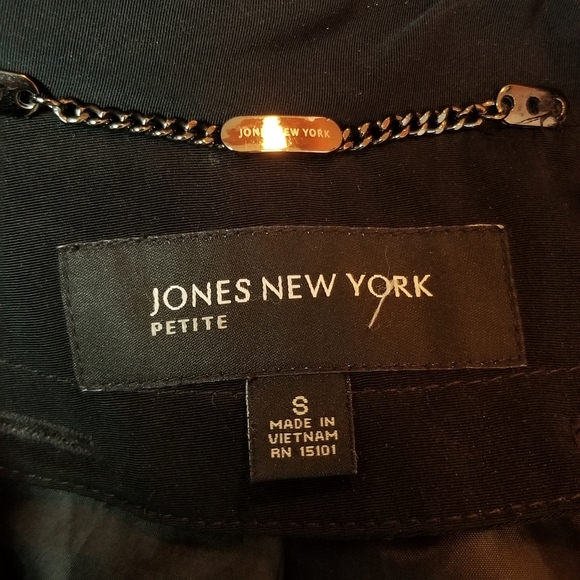 JONES NEW YORK
JONES NEW YORK
PETITE
S
MADE IN
VIETNAM
RN 15101